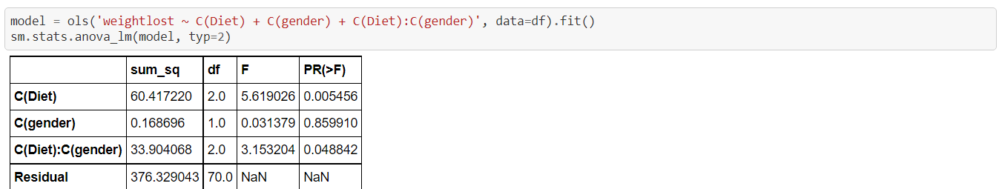 model = ols('weightlost ~ C(Diet) + C(gender) + C(Diet):C(gender)', data=df).fit()
sm.stats.anova_lm(model, typ=2)
sum_sq df F PR(>F)
C(Diet) 60.417220 2.0 5.619026 0.005456
C(gender) 0.168696 1.0 0.031379 0.859910
C(Diet):C(gender) 33.904068 2.0 3.153204 0.048842
Residual 376.329043 70.0 NaN NaN